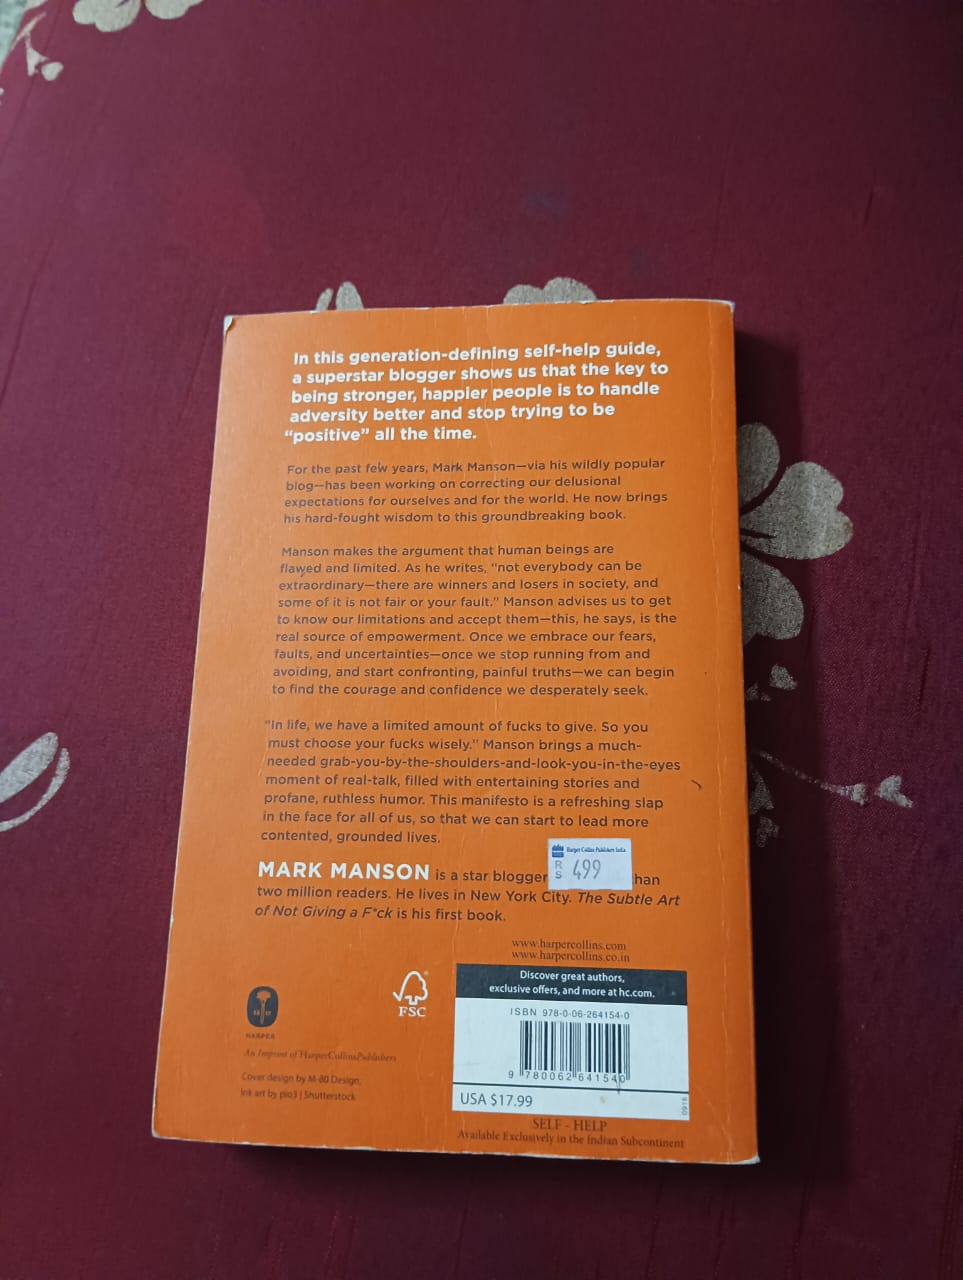 In this generation-defining self-help guide,
a superstar blogger shows us that the key to
being stronger, happier people is to handle
adversity better and stop trying to be
“positive” all the time.
For the past few years, Mark Manson—via his wildly popular
blog—has been working on correcting our delusional
expectations for ourselves and for the world. He now brings
his hard-fought wisdom to this groundbreaking book.
Manson makes the argument that human beings are
flawed and limited. As he writes, “not everybody can be
extraordinary—there are winners and losers in society, and
some of it is not fair or your fault.” Manson advises us to get
to know our limitations and accept them—this, he says, is the
real source of empowerment. Once we embrace our fears,
faults, and uncertainties—once we stop running from and
avoiding, and start confronting, painful truths—we can begin
to find the courage and confidence we desperately seek.
“In life, we have a limited amount of fucks to give. So you
must choose your fucks wisely.” Manson brings a much-
needed grab-you-by-the-shoulders-and-look-you-in-the-eyes
moment of real-talk, filled with entertaining stories and
profane, ruthless humor. This manifesto is a refreshing slap
in the face for all of us, so that we can start to lead more
contented, grounded lives.
Harper Collins Publishers India
RS 499
MARK MANSON is a star blogger han
two million readers. He lives in New York City. The Subtle Art
of Not Giving a F*ck is his first book.
www.harpercollins.com
www.harpercollins.co.in
Discover great authors,
exclusive offers, and more at hc.com.
ISBN 978-0-06-264154-0
9 780062 641540
USA $17.99
0918
SELF - HELP
Available Exclusively in the Indian Subcontinent
FSC
18 17
HARPER
An Imprint of HarperCollinsPublishers
Cover design by M-80 Design,
Ink art by pio3 | Shutterstock